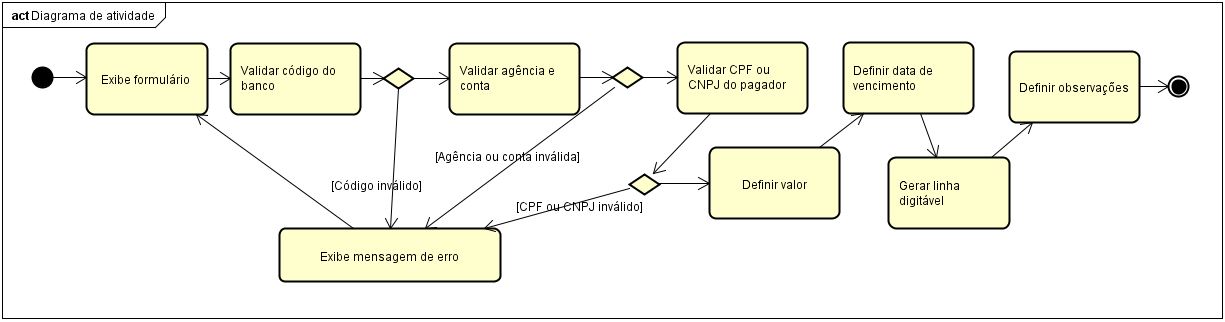 act Diagrama de atividade
Exibe formulário
Validar código do
banco
Validar agência e
conta
Validar CPF ou
CNPJ do pagador
Definir data de
vencimento
Definir observações
[Agência ou conta inválida]
[Código inválido]
[CPF ou CNPJ inválido]
Definir valor
Gerar linha
digitável
Exibe mensagem de erro